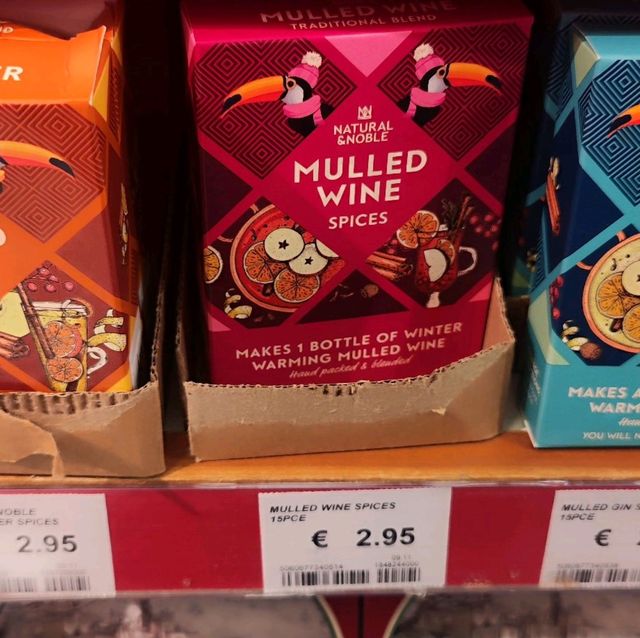 MULLED WINE
TRADITIONAL BLEND
NATURAL
&NOBLE
MULLED
WINE
SPICES
MAKES 1 BOTTLE OF WINTER
WARMING MULLED WINE
Hand packed & blended
ER
MAKES A
WARM
YOU WILL N
NOBLE
ER SPICES
2.95
MULLED WINE SPICES
15PCE
€ 2.95
09.11
MULLED GIN S
15PCE
€